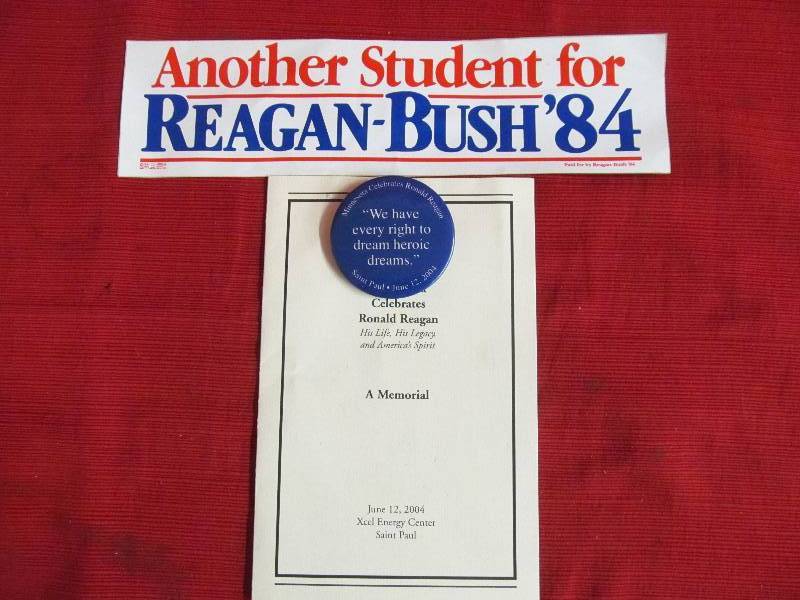 Another Student for
REAGAN-BUSH '84
Paid for by Reagan-Bush '84
Minnesota Celebrates Ronald Reagan
"We have
every right to
dream heroic
dreams."
Saint Paul • June 12, 2004
Celebrates
Ronald Reagan
His Life, His Legacy,
and America's Spirit
A Memorial
June 12, 2004
Xcel Energy Center
Saint Paul